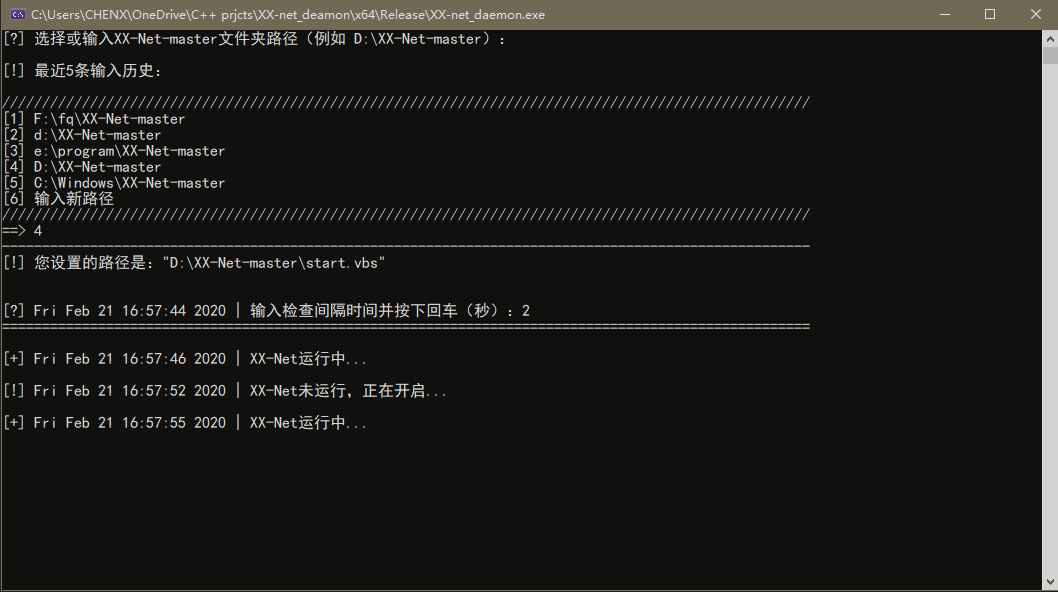 C:\Users\CHENX\OneDrive\C++ prjcts\XX-net_deamon\x64\Release\XX-net_daemon.exe
[?] 选择或输入XX-Net-master文件夹路径（例如 D:\XX-Net-master）:
[!] 最近5条输入历史:
/////////////////////////////////////////////////////////////////////////////////////////////////////
[1] F:\fq\XX-Net-master
[2] d:\XX-Net-master
[3] e:\program\XX-Net-master
[4] D:\XX-Net-master
[5] C:\Windows\XX-Net-master
[6] 输入新路径
/////////////////////////////////////////////////////////////////////////////////////////////////////
==> 4
-----------------------------------------------------------------------------------------------------
[!] 您设置的路径是："D:\XX-Net-master\start.vbs"
[?] Fri Feb 21 16:57:44 2020 | 输入检查间隔时间并按下回车（秒）: 2
=====================================================================================================
[+] Fri Feb 21 16:57:46 2020 | XX-Net运行中...
[!] Fri Feb 21 16:57:52 2020 | XX-Net未运行，正在开启...
[+] Fri Feb 21 16:57:55 2020 | XX-Net运行中...